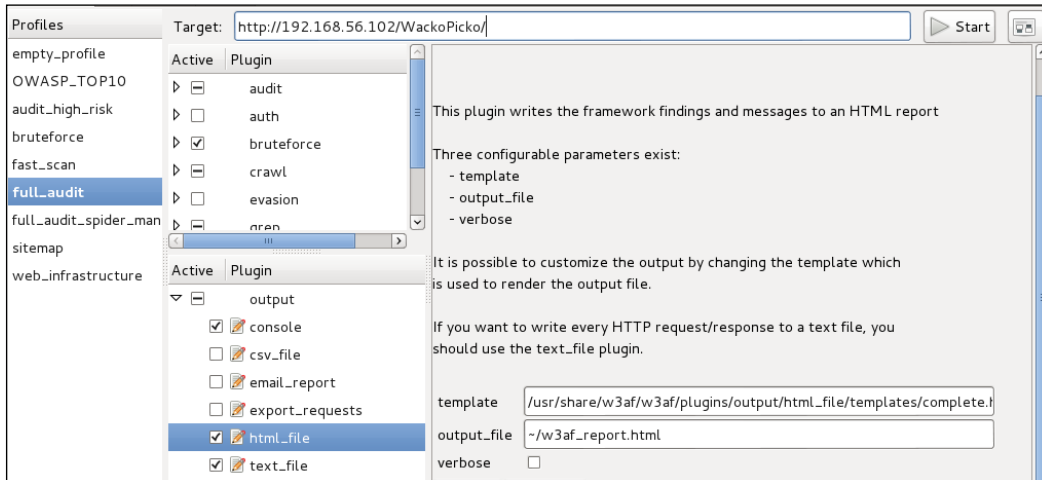 Profiles
empty_profile
OWASP_TOP10
audit_high_risk
bruteforce
fast_scan
full_audit
full_audit_spider_man
sitemap
web_infrastructure
Target: http://192.168.56.102/WackoPicko/ Start
Active Plugin
audit
auth
bruteforce
crawl
evasion
grep
Active Plugin
output
console
csv_file
email_report
export_requests
html_file
text_file
This plugin writes the framework findings and messages to an HTML report
Three configurable parameters exist:
- template
- output_file
- verbose
It is possible to customize the output by changing the template which
is used to render the output file.
If you want to write every HTTP request/response to a text file, you
should use the text_file plugin.
template /usr/share/w3af/w3af/plugins/output/html_file/templates/complete.h
output_file ~/w3af_report.html
verbose